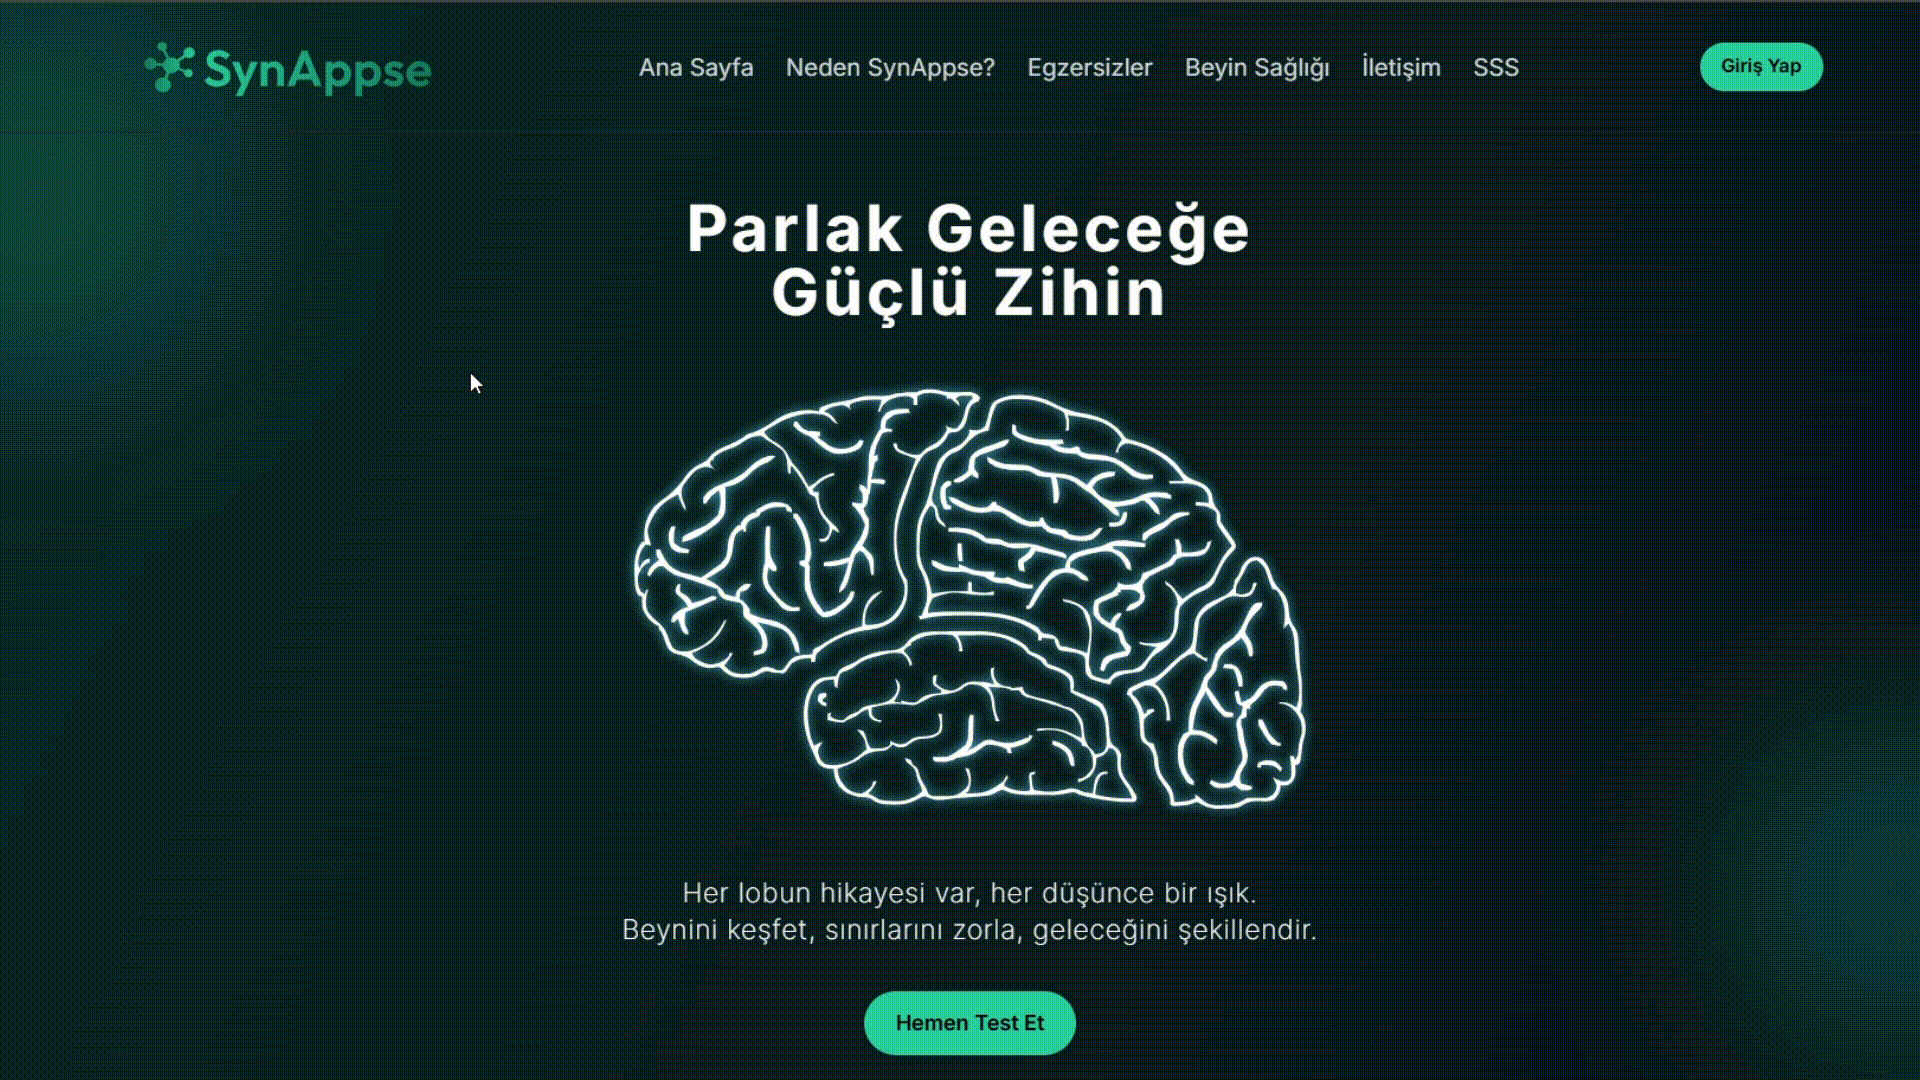 SynAppse
Ana Sayfa
Neden SynAppse?
Egzersizler
Beyin Sağlığı
İletişim
SSS
Giriş Yap
Parlak Geleceğe
Güçlü Zihin
Her lobun hikayesi var, her düşünce bir ışık.
Beynini keşfet, sınırlarını zorla, geleceğini şekillendir.
Hemen Test Et